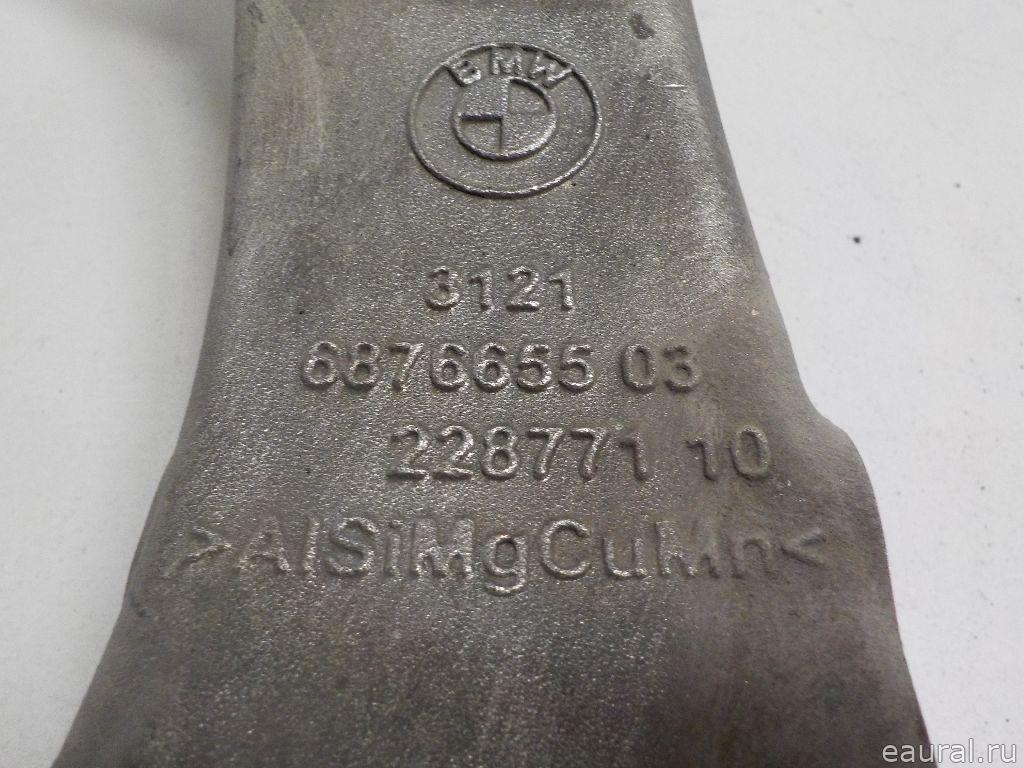 BMW
3121
6876655 03
228771 10
>AlSiMgCuMn<
eaural.ru